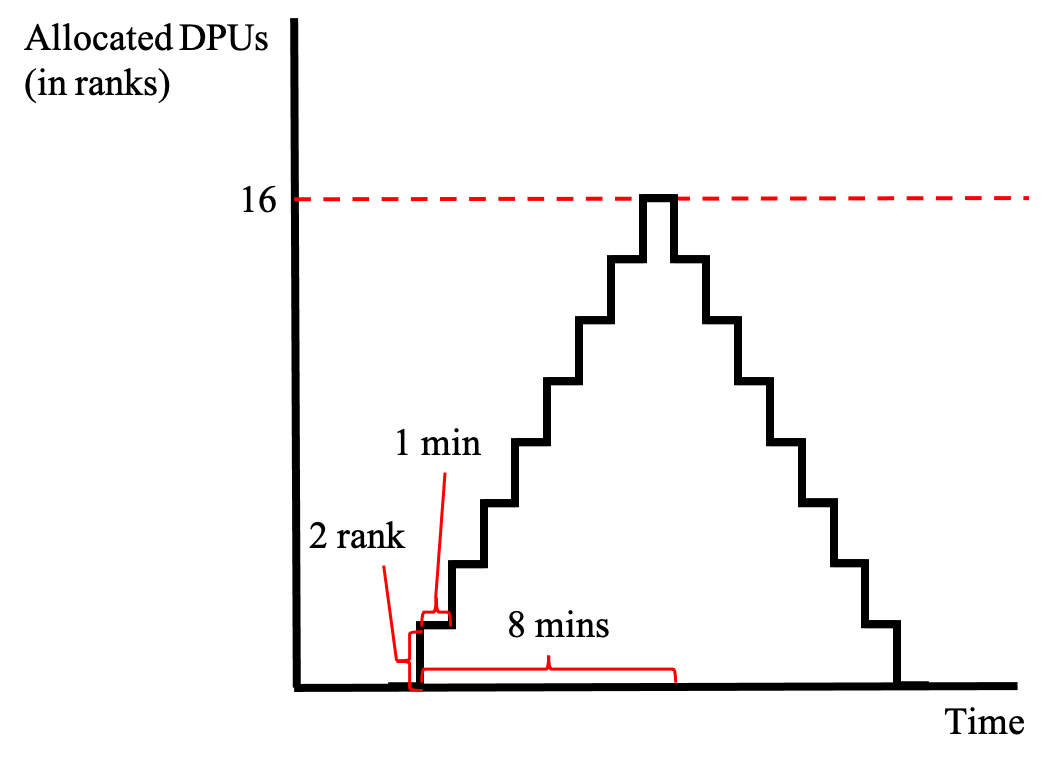 Allocated DPUs
(in ranks)
16
1 min
2 rank
8 mins
Time